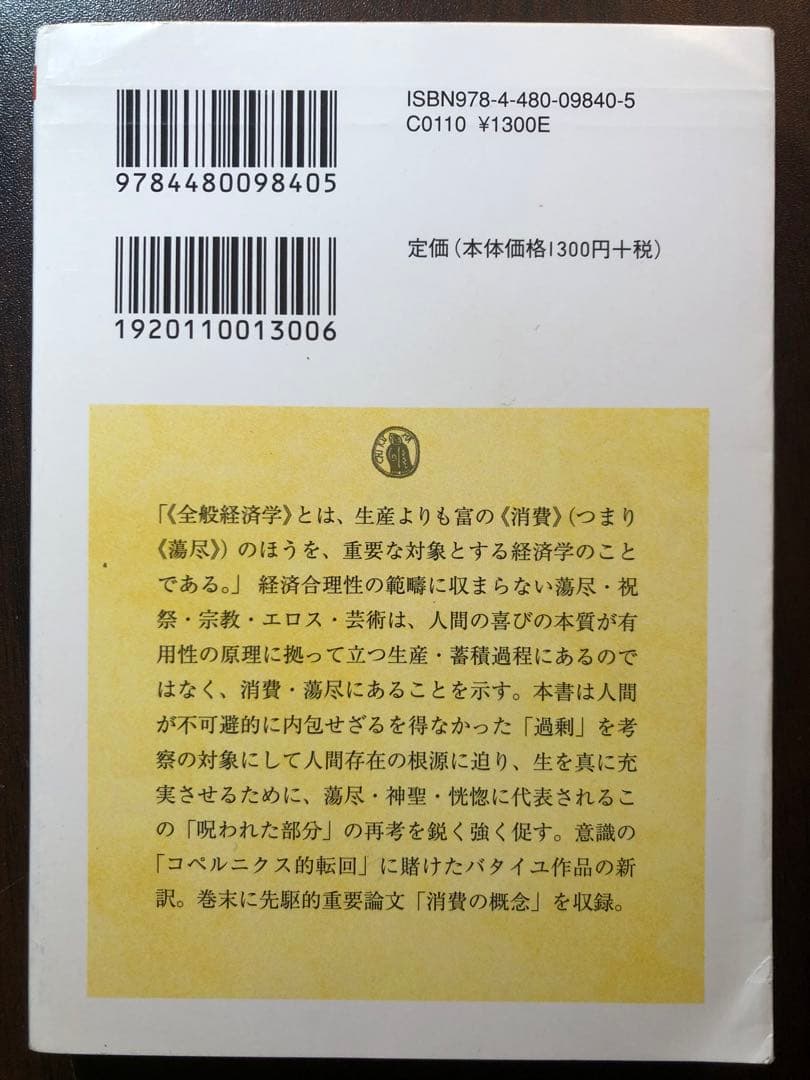 ISBN978-4-480-09840-5
C0110 ¥1300E
9784480098405
定価(本体価格1300円+税)
1920110013006
「《全般経済学》とは、生産よりも富の《消費》(つまり
《蕩尽》)のほうを、重要な対象とする経済学のこと
である。」 経済合理性の範疇に収まらない蕩尽・祝
祭・宗教・エロス・芸術は、人間の喜びの本質が有
用性の原理に拠って立つ生産・蓄積過程にあるので
はなく、消費・蕩尽にあることを示す。本書は人間
が不可避的に内包せざるを得なかった「過剰」を考
察の対象にして人間存在の根源に迫り、生を真に充
実させるために、蕩尽・神聖・恍惚に代表されるこ
の「呪われた部分」の再考を鋭く強く促す。意識の
「コペルニクス的転回」に賭けたバタイユ作品の新
訳。巻末に先駆的重要論文「消費の概念」を収録。